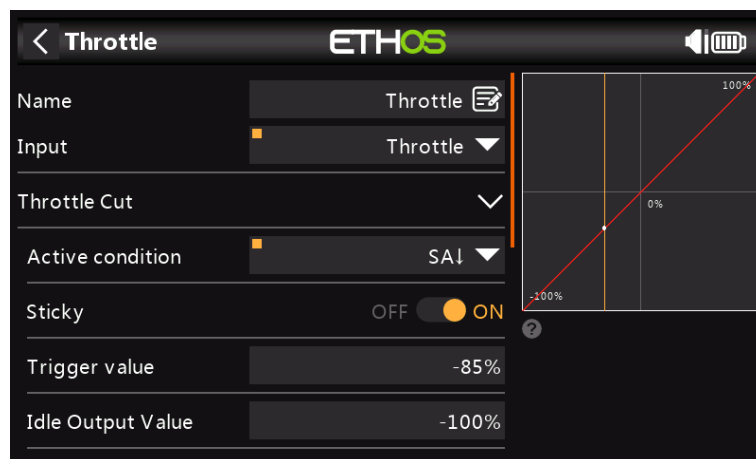 Throttle
ETHOS
Name
Throttle
Input
Throttle
Throttle Cut
Active condition
SA↓
Sticky
OFF ON
Trigger value
-85%
Idle Output Value
-100%
100%
0%
-100%
?